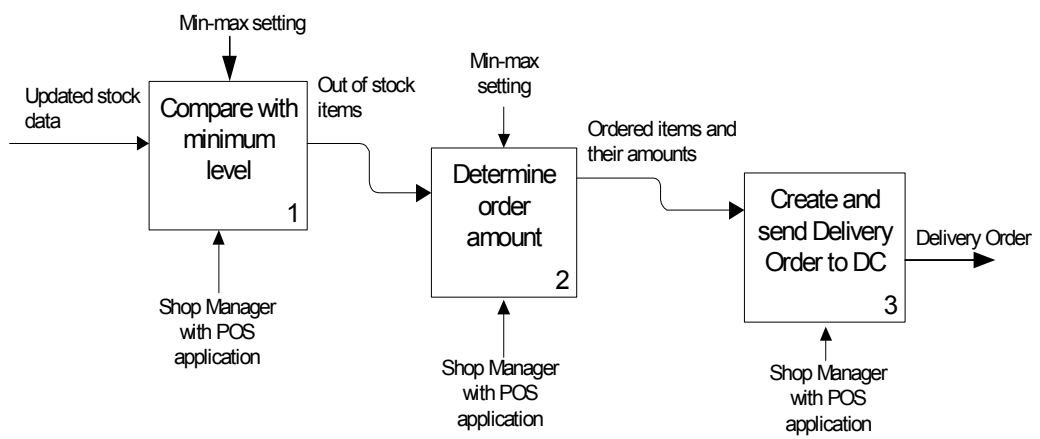 Min-max setting
Updated stock
data
Compare with
minimum
level
1
Out of stock
items
Shop Manager
with POS
application
Min-max
setting
Determine
order
amount
2
Ordered items and
their amounts
Shop Manager
with POS
application
Create and
send Delivery
Order to DC
3
Delivery Order
Shop Manager
with POS
application